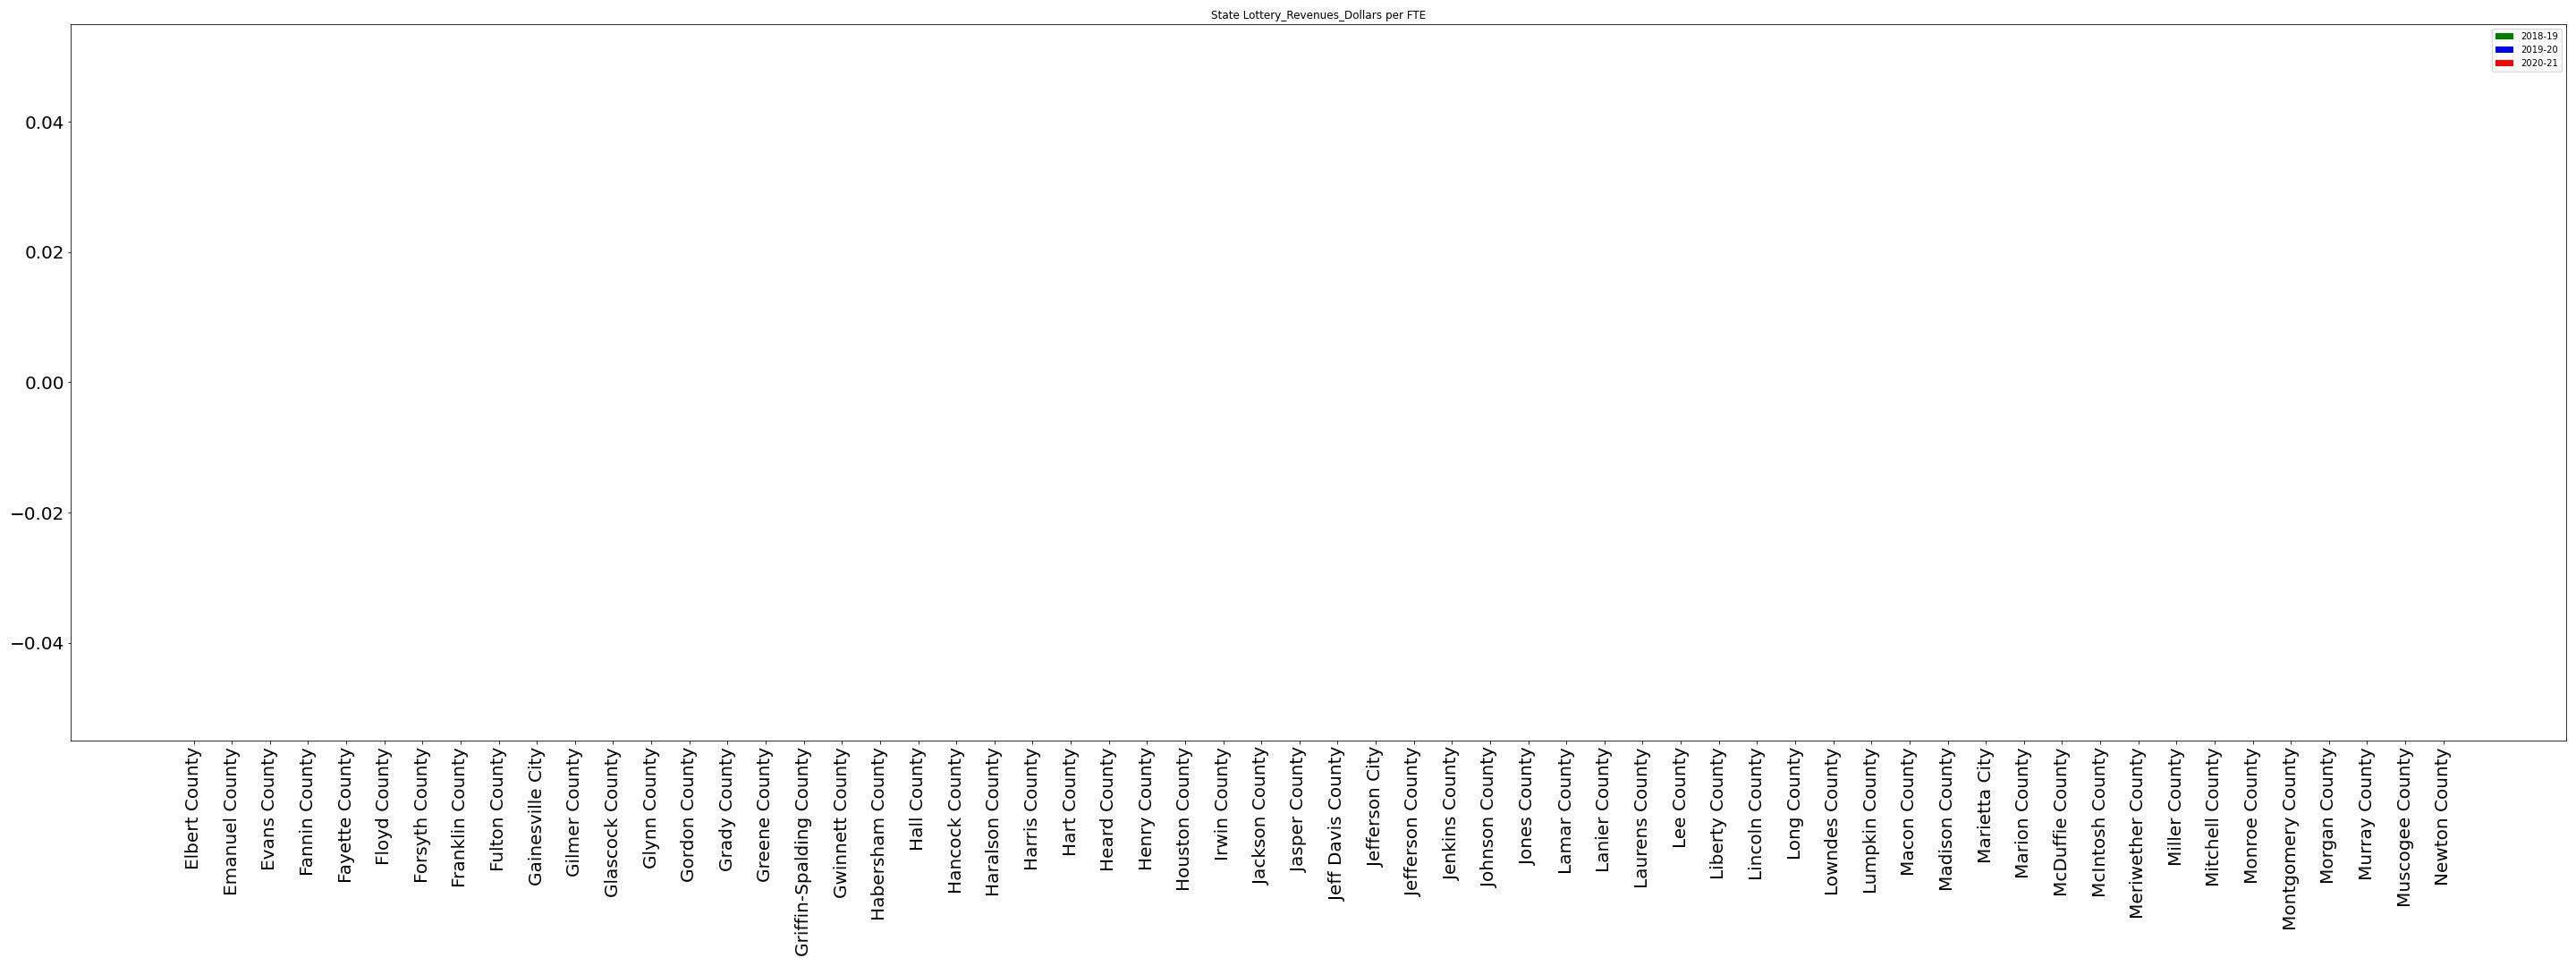 State Lottery_Revenues_Dollars per FTE
2018-19
2019-20
2020-21
0.04
0.02
0.00
−0.02
−0.04
Elbert County
Emanuel County
Evans County
Fannin County
Fayette County
Floyd County
Forsyth County
Franklin County
Fulton County
Gainesville City
Gilmer County
Glascock County
Glynn County
Gordon County
Grady County
Greene County
Griffin-Spalding County
Gwinnett County
Habersham County
Hall County
Hancock County
Haralson County
Harris County
Hart County
Heard County
Henry County
Houston County
Irwin County
Jackson County
Jasper County
Jeff Davis County
Jefferson City
Jefferson County
Jenkins County
Johnson County
Jones County
Lamar County
Lanier County
Laurens County
Lee County
Liberty County
Lincoln County
Long County
Lowndes County
Lumpkin County
Macon County
Madison County
Marietta City
Marion County
McDuffie County
McIntosh County
Meriwether County
Miller County
Mitchell County
Monroe County
Montgomery County
Morgan County
Murray County
Muscogee County
Newton County